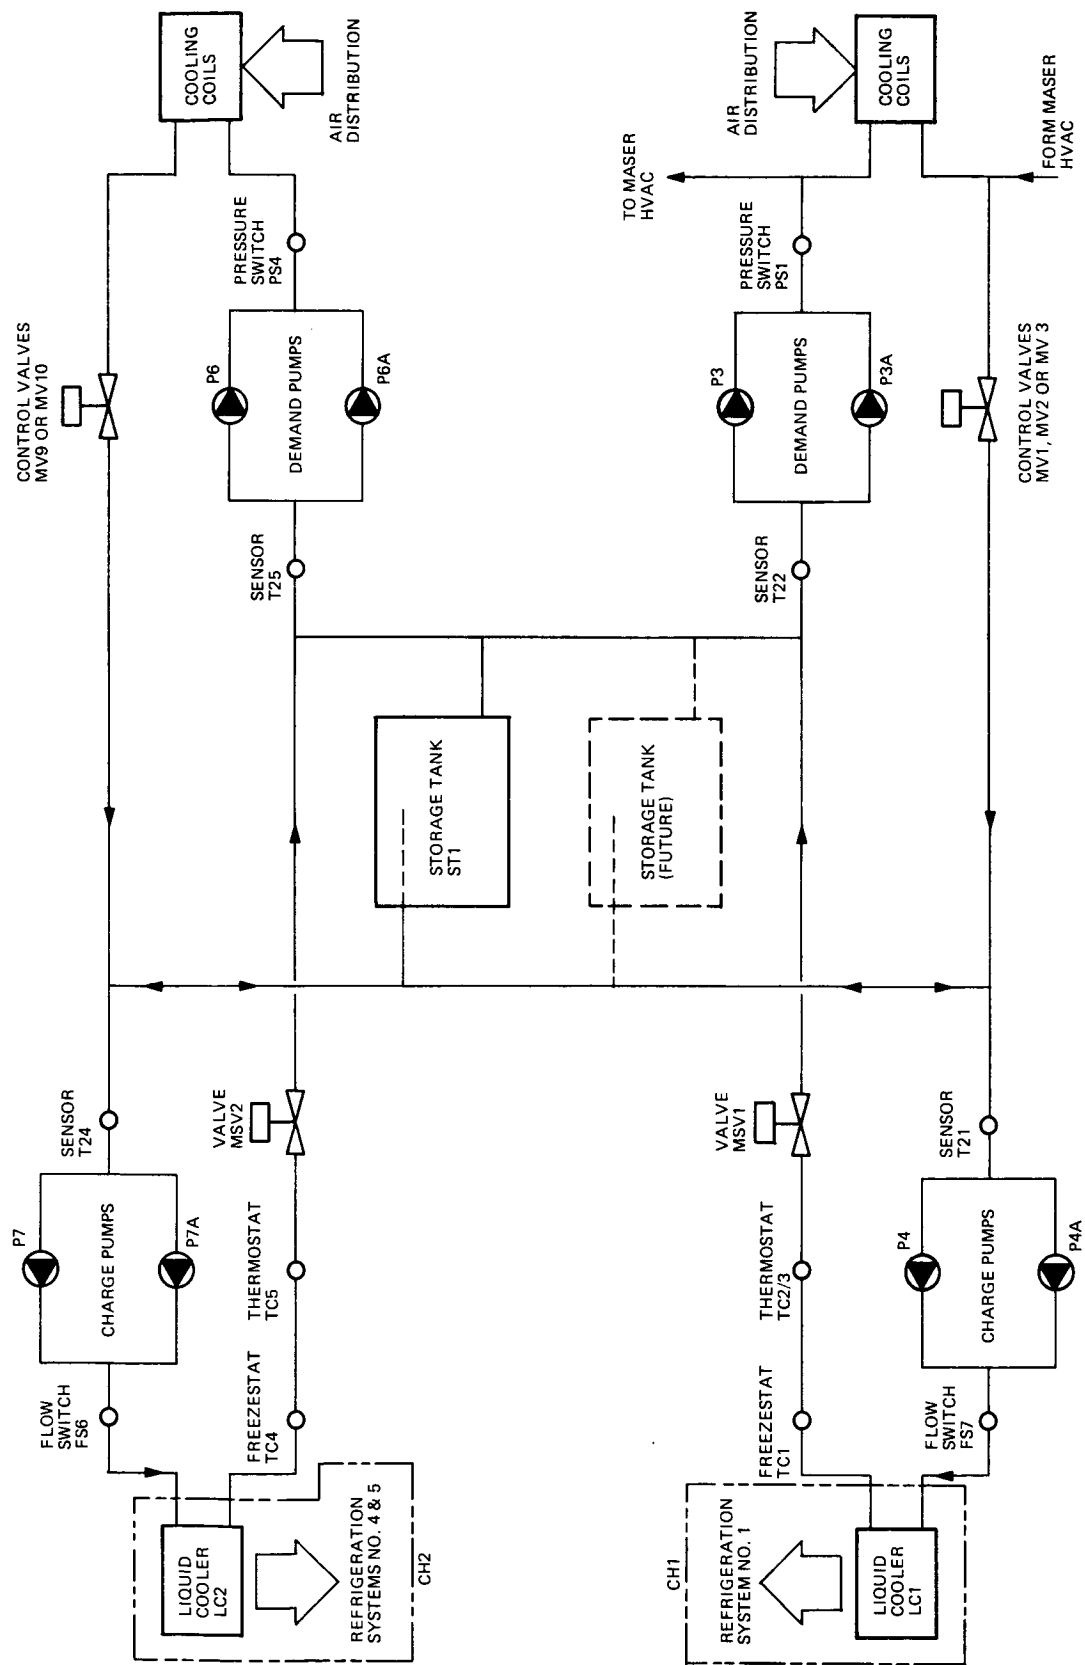 LIQUID
COOLER
LC2
REFRIGERATION
SYSTEMS NO. 4 & 5
CH2
FLOW
SWITCH
FS6
P7
CHARGE PUMPS
P7A
SENSOR
T24
FREEZESTAT
TC4
THERMOSTAT
TC5
VALVE
MSV2
CONTROL VALVES
MV9 OR MV10
SENSOR
T25
P6
DEMAND PUMPS
P6A
PRESSURE
SWITCH
PS4
COOLING
COILS
AIR
DISTRIBUTION
STORAGE TANK
ST1
STORAGE TANK
(FUTURE)
CH1
REFRIGERATION
SYSTEM NO. 1
LIQUID
COOLER
LC1
FREEZESTAT
TC1
THERMOSTAT
TC2/3
VALVE
MSV1
FLOW
SWITCH
FS7
P4
CHARGE PUMPS
P4A
SENSOR
T21
SENSOR
T22
P3
DEMAND PUMPS
P3A
PRESSURE
SWITCH
PS1
TO MASER
HVAC
AIR
DISTRIBUTION
COOLING
COILS
FORM MASER
HVAC
CONTROL VALVES
MV1, MV2 OR MV 3